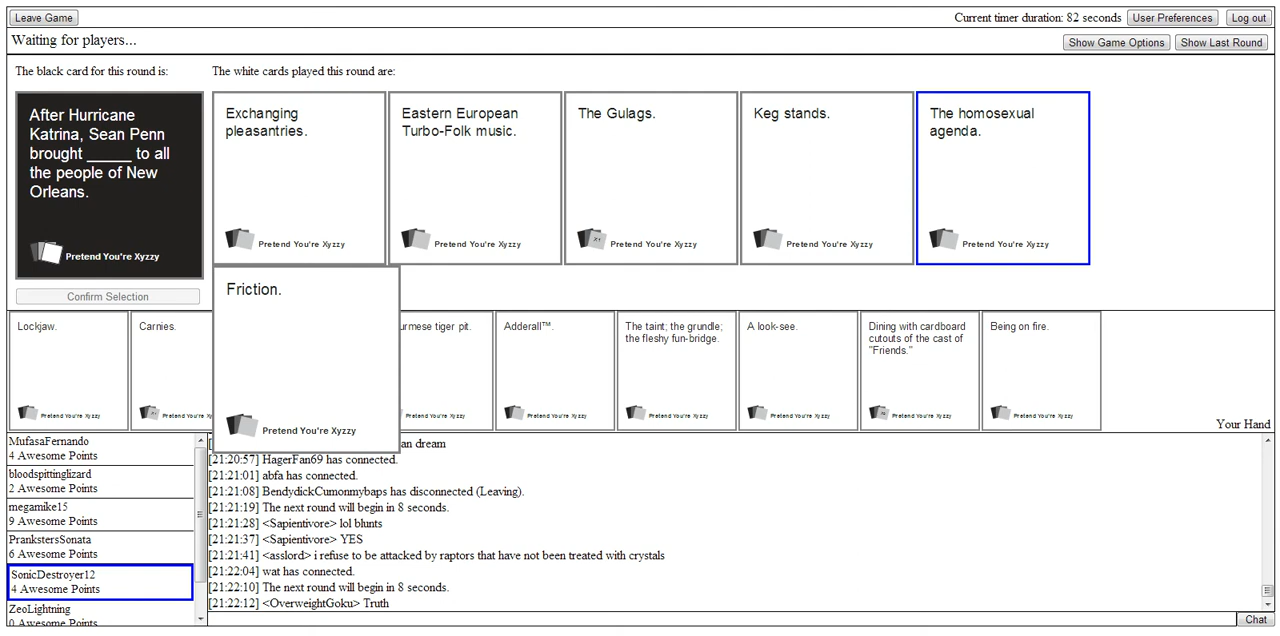 Leave Game
Current timer duration: 82 seconds
User Preferences
Log out
Waiting for players...
Show Game Options
Show Last Round
The black card for this round is:
The white cards played this round are:
After Hurricane
Katrina, Sean Penn
brought _____ to all
the people of New
Orleans.
Pretend You're Xyzzy
Exchanging
pleasantries.
Pretend You're Xyzzy
Eastern European
Turbo-Folk music.
Pretend You're Xyzzy
The Gulags.
Pretend You're Xyzzy
Keg stands.
Pretend You're Xyzzy
The homosexual
agenda.
Pretend You're Xyzzy
Confirm Selection
Friction.
Pretend You're Xyzzy
Lockjaw.
Pretend You're Xyzzy
Carnies.
Pretend You're X
urmese tiger pit.
Pretend You're Xyzzy
Adderall™.
Pretend You're Xyzzy
The taint; the grundle;
the fleshy fun-bridge.
Pretend You're Xyzzy
A look-see.
Pretend You're Xyzzy
Dining with cardboard
cutouts of the cast of
"Friends."
Pretend You're Xyzzy
Being on fire.
Pretend You're Xyzzy
Your Hand
MufasaFernando
4 Awesome Points
bloodspittinglizard
2 Awesome Points
megamike15
9 Awesome Points
PrankstersSonata
6 Awesome Points
SonicDestroyer12
4 Awesome Points
ZeoLightning
0 Awesome Points
an dream
[21:20:57] HagerFan69 has connected.
[21:21:01] abfa has connected.
[21:21:08] BendydickCumonmybaps has disconnected (Leaving).
[21:21:19] The next round will begin in 8 seconds.
[21:21:28] <Sapientivore> lol blunts
[21:21:37] <Sapientivore> YES
[21:21:41] <asslord> i refuse to be attacked by raptors that have not been treated with crystals
[21:22:04] wat has connected.
[21:22:10] The next round will begin in 8 seconds.
[21:22:12] <OverweightGoku> Truth
Chat